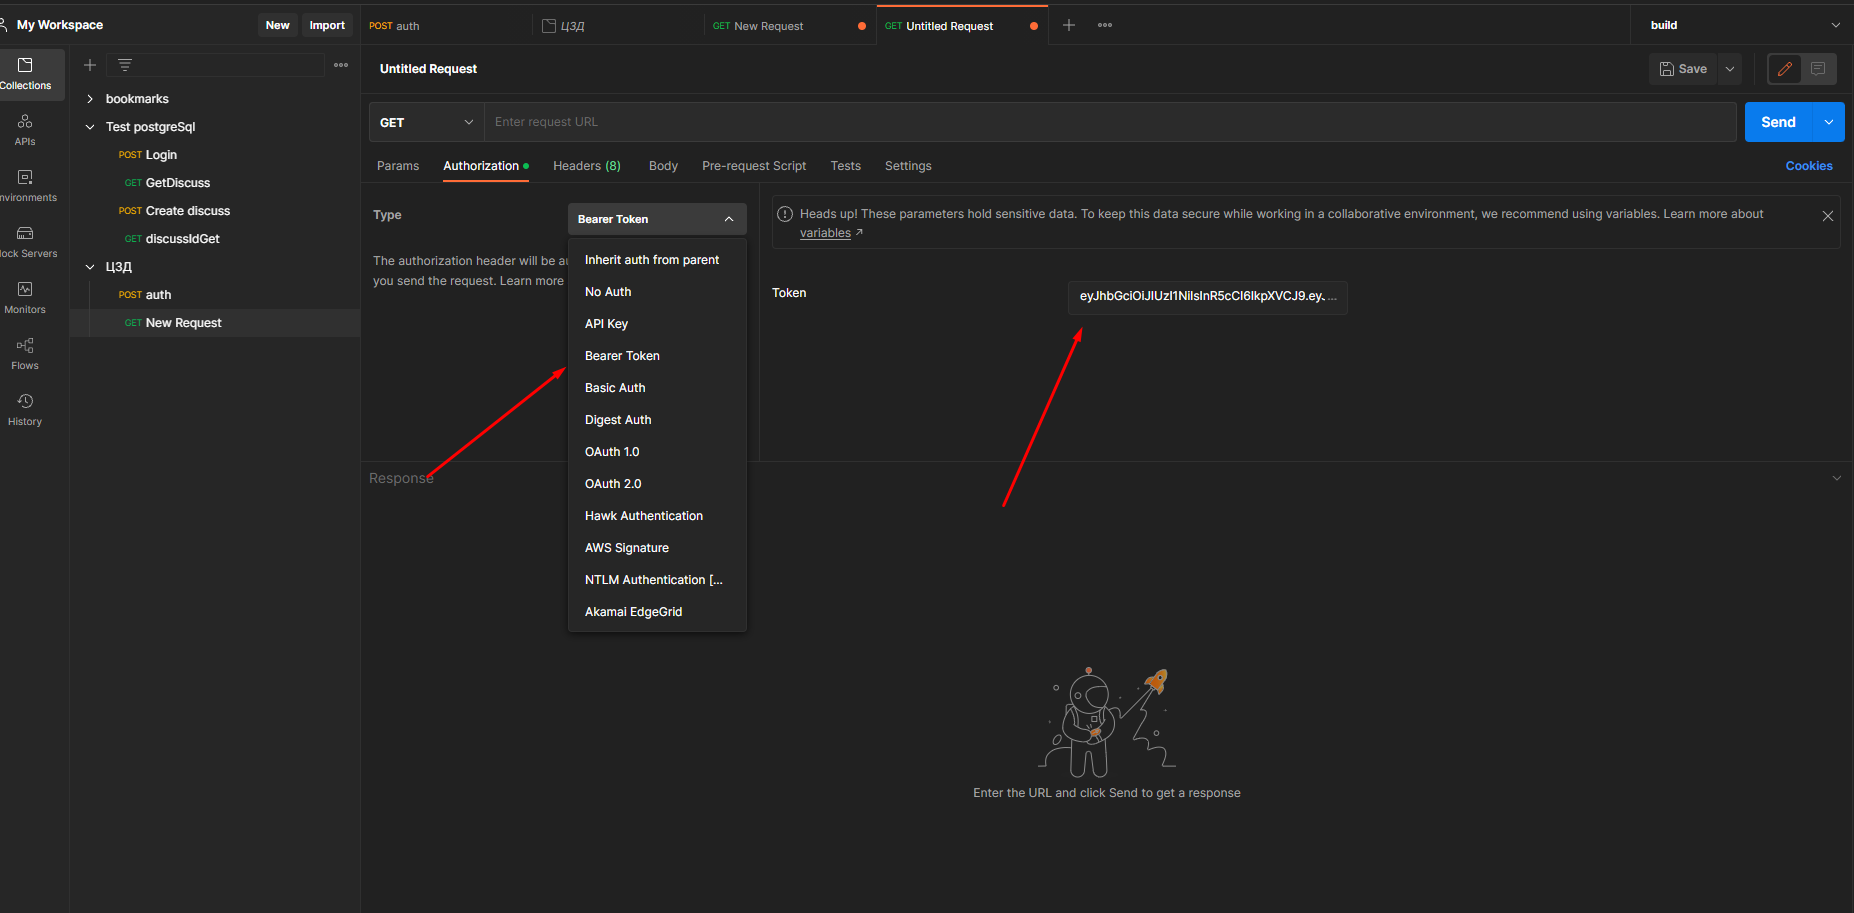 My Workspace
New
Import
POST auth
ЦЗД
GET New Request
GET Untitled Request
build
Collections
bookmarks
Test postgreSql
POST Login
GET GetDiscuss
POST Create discuss
GET discussIdGet
ЦЗД
POST auth
GET New Request
APIs
nvironments
lock Servers
Monitors
Flows
History
Untitled Request
Save
GET
Enter request URL
Send
Params
Authorization
Headers (8)
Body
Pre-request Script
Tests
Settings
Cookies
Type
Bearer Token
The authorization header will be au
you send the request. Learn more
Inherit auth from parent
No Auth
API Key
Bearer Token
Basic Auth
Digest Auth
OAuth 1.0
OAuth 2.0
Hawk Authentication
AWS Signature
NTLM Authentication [...
Akamai EdgeGrid
Heads up! These parameters hold sensitive data. To keep this data secure while working in a collaborative environment, we recommend using variables. Learn more about
variables ↗
Token
eyJhbGciOiJIUzI1NiIsInR5cCI6IkpXVCJ9.ey. ...
Response
Enter the URL and click Send to get a response